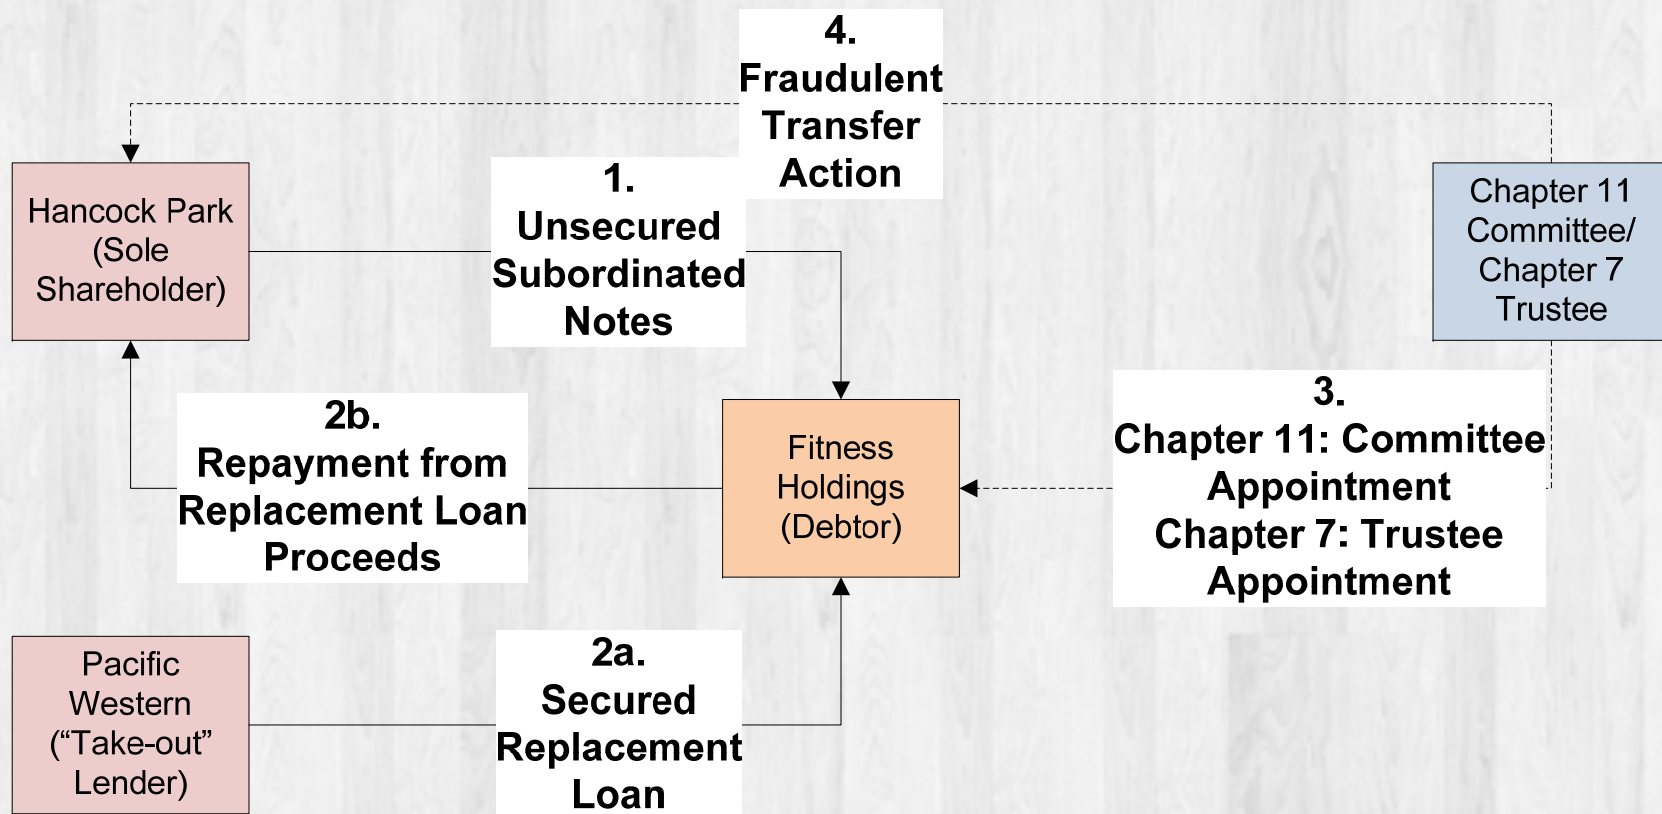 4.
Fraudulent
Transfer
Action
Hancock Park
(Sole
Shareholder)
1.
Unsecured
Subordinated
Notes
Chapter 11
Committee/
Chapter 7
Trustee
2b.
Repayment from
Replacement Loan
Proceeds
Fitness
Holdings
(Debtor)
3.
Chapter 11: Committee
Appointment
Chapter 7: Trustee
Appointment
Pacific
Western
(“Take-out”
Lender)
2a.
Secured
Replacement
Loan